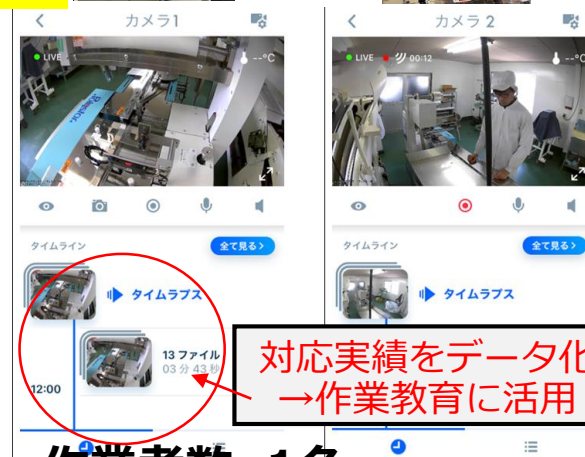 カメラ1
カメラ 2
LIVE
--°C
LIVE
00:12
--°C
タイムライン
全て見る>
タイムライン
全て見る>
タイムラプス
タイムラプス
13 ファイル
03 分 43 秒
12:00
対応実績をデータ化
→作業教育に活用